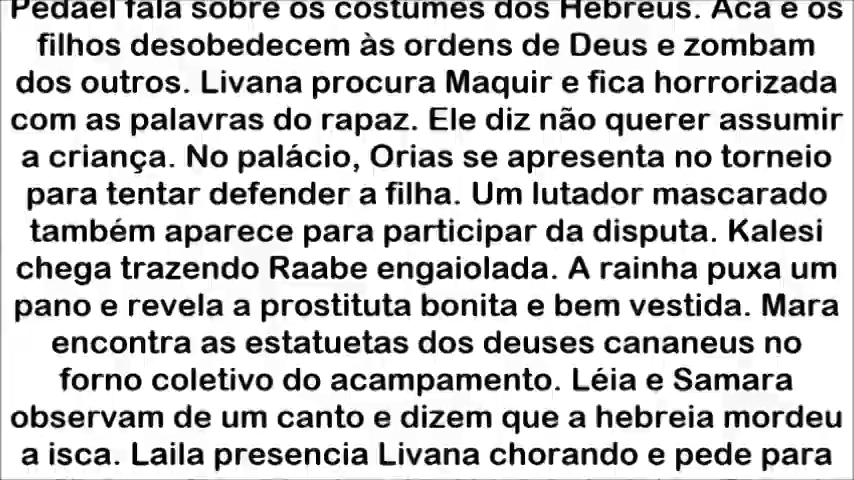 Pedael fala sobre os costumes dos Hebreus. Acã e os
filhos desobedecem às ordens de Deus e zombam
dos outros. Livana procura Maquir e fica horrorizada
com as palavras do rapaz. Ele diz não querer assumir
a criança. No palácio, Orias se apresenta no torneio
para tentar defender a filha. Um lutador mascarado
também aparece para participar da disputa. Kalesi
chega trazendo Raabe engaiolada. A rainha puxa um
pano e revela a prostituta bonita e bem vestida. Mara
encontra as estatuetas dos deuses cananeus no
forno coletivo do acampamento. Léia e Samara
observam de um canto e dizem que a hebreia mordeu
a isca. Laila presencia Livana chorando e pede para